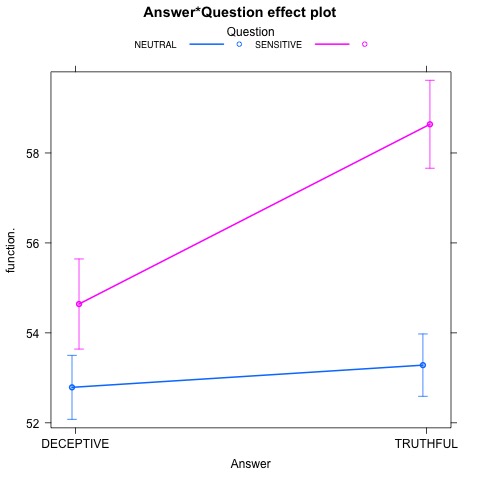 Answer*Question effect plot
Question
NEUTRAL SENSITIVE
58
56
54
52
function.
DECEPTIVE TRUTHFUL
Answer